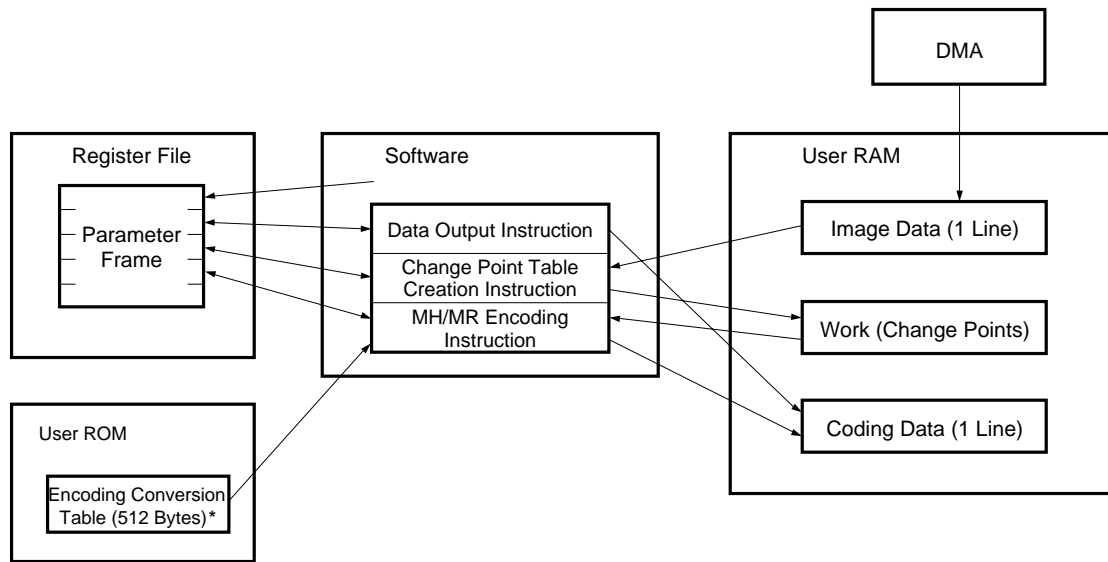 DMA
Register File
Parameter
Frame
Software
Data Output Instruction
Change Point Table
Creation Instruction
MH/MR Encoding
Instruction
User RAM
Image Data (1 Line)
Work (Change Points)
Coding Data (1 Line)
User ROM
Encoding Conversion
Table (512 Bytes)*